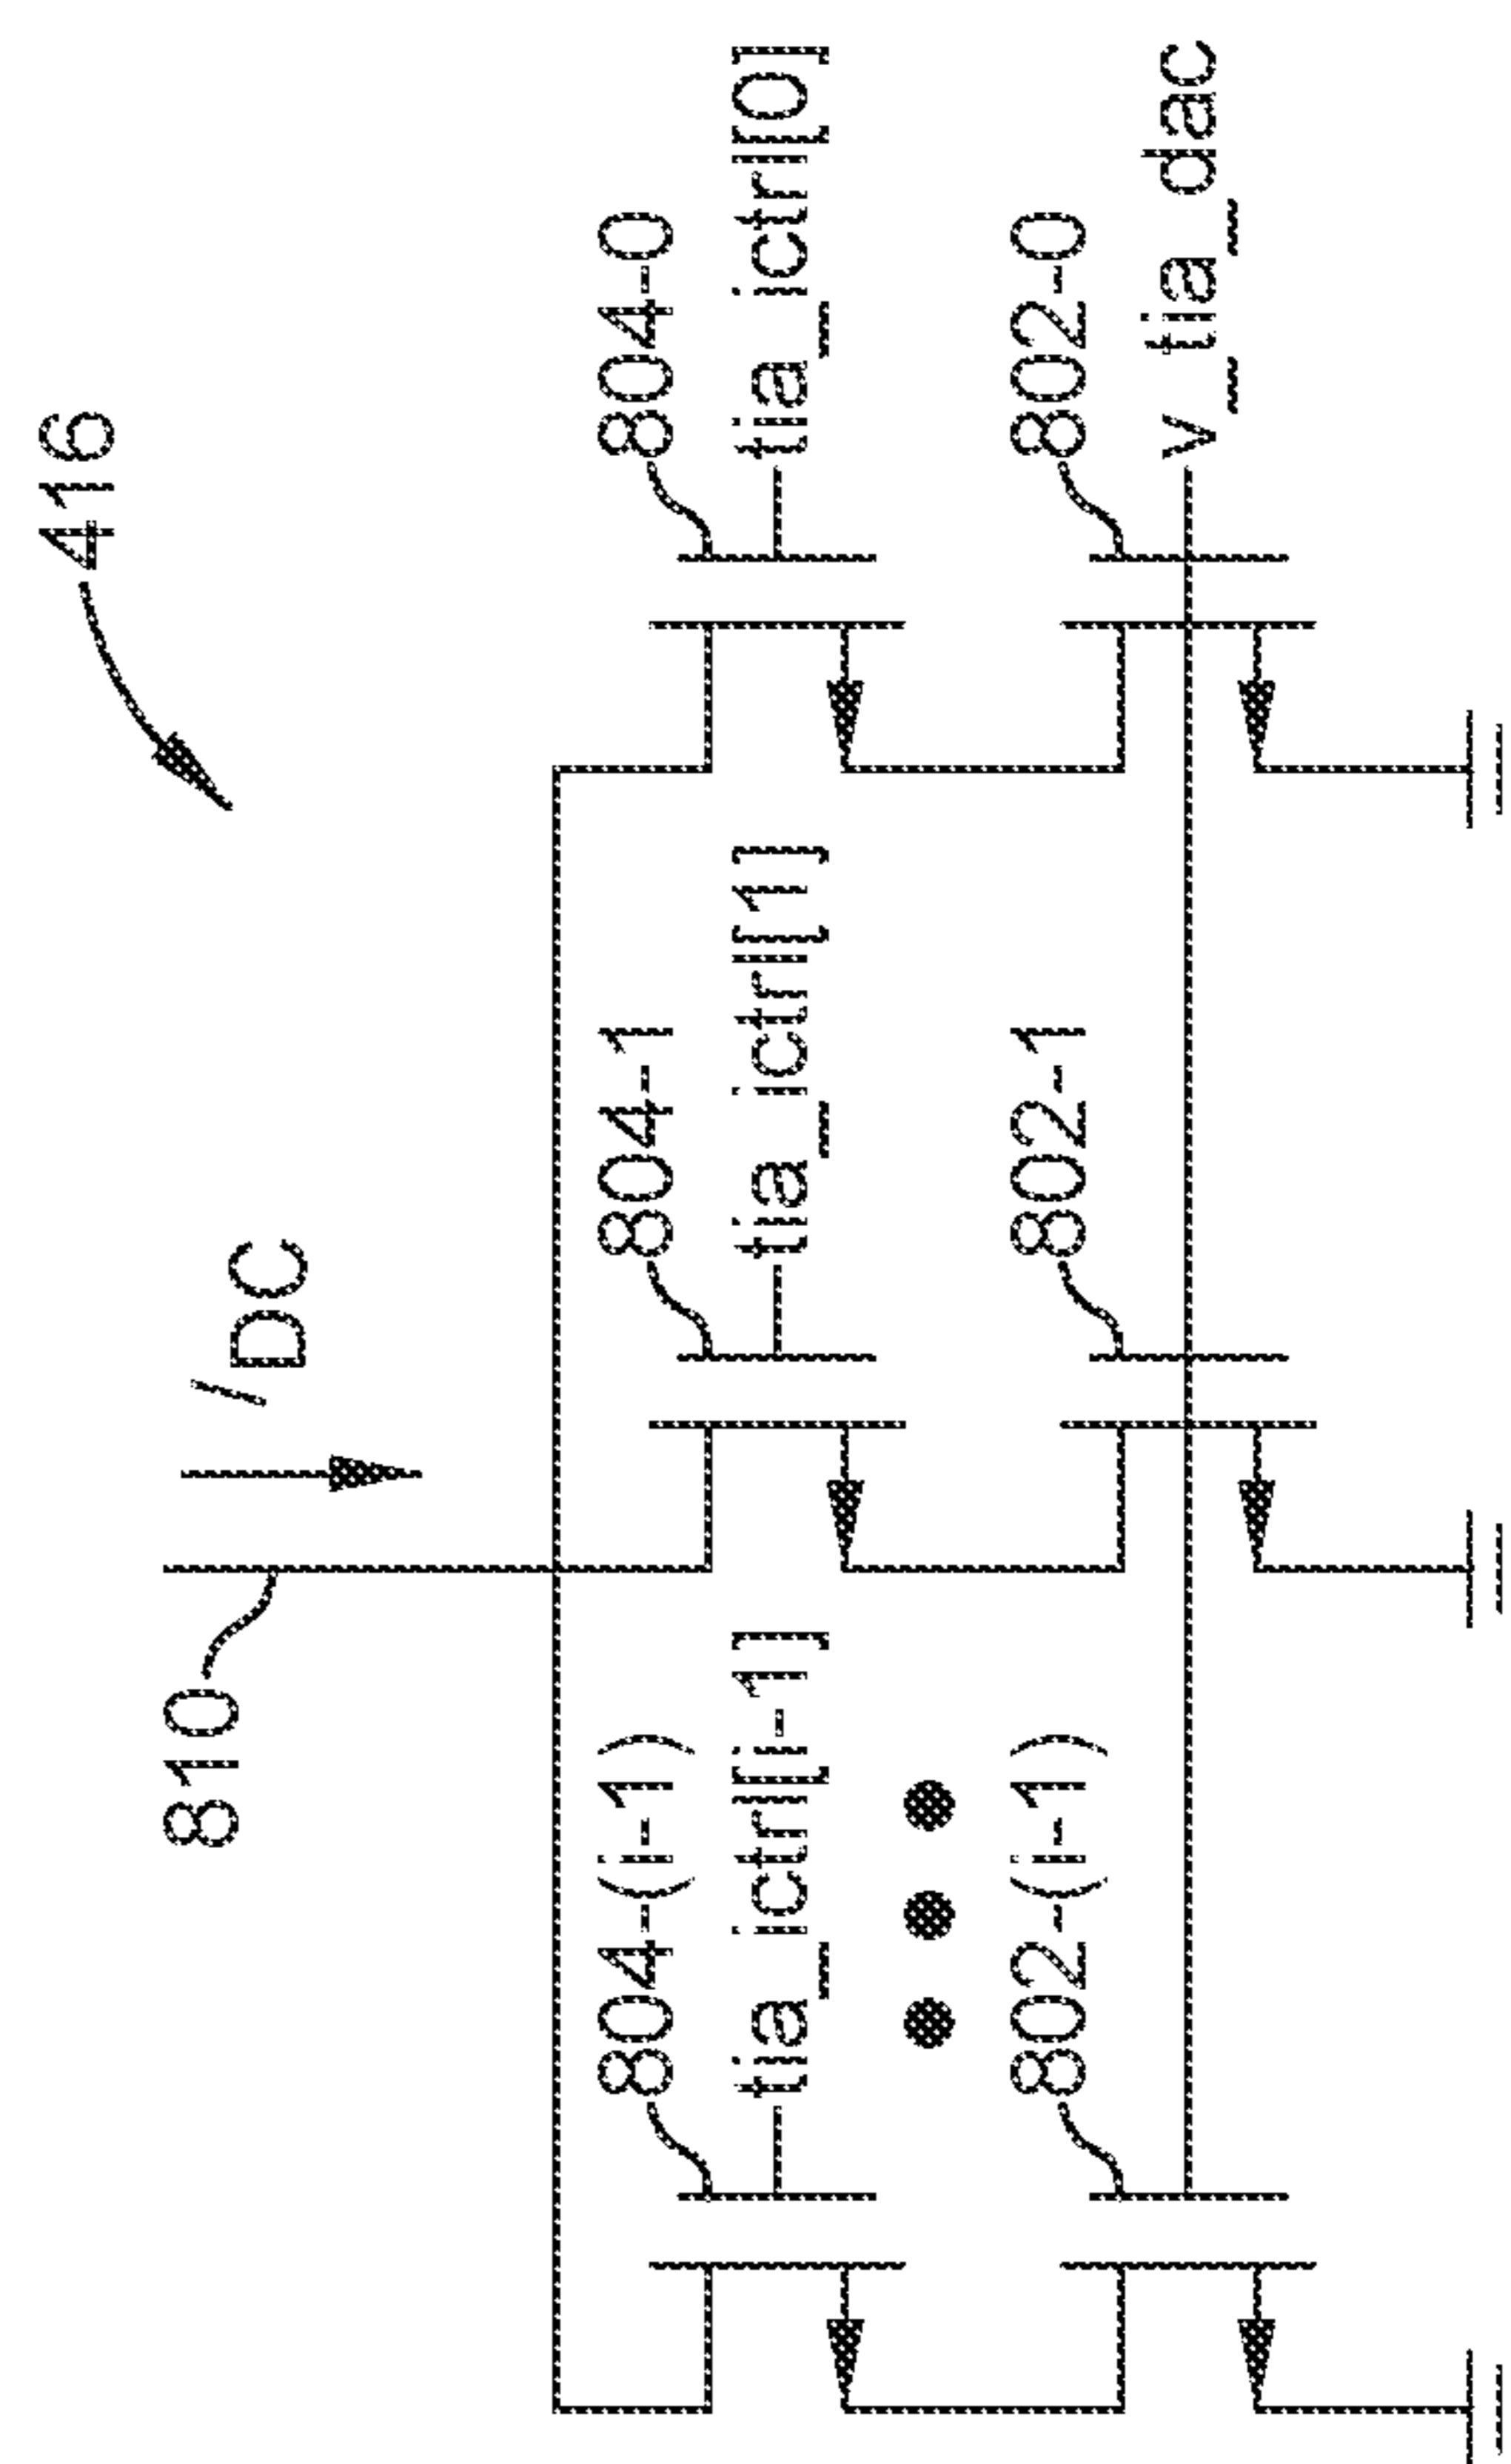 416
810
IDC
804-(i-1)
804-1
804-0
tia_ictrl[i-1]
tia_ictrl[1]
tia_ictrl[0]
802-(i-1)
802-1
802-0
v_tia_dac